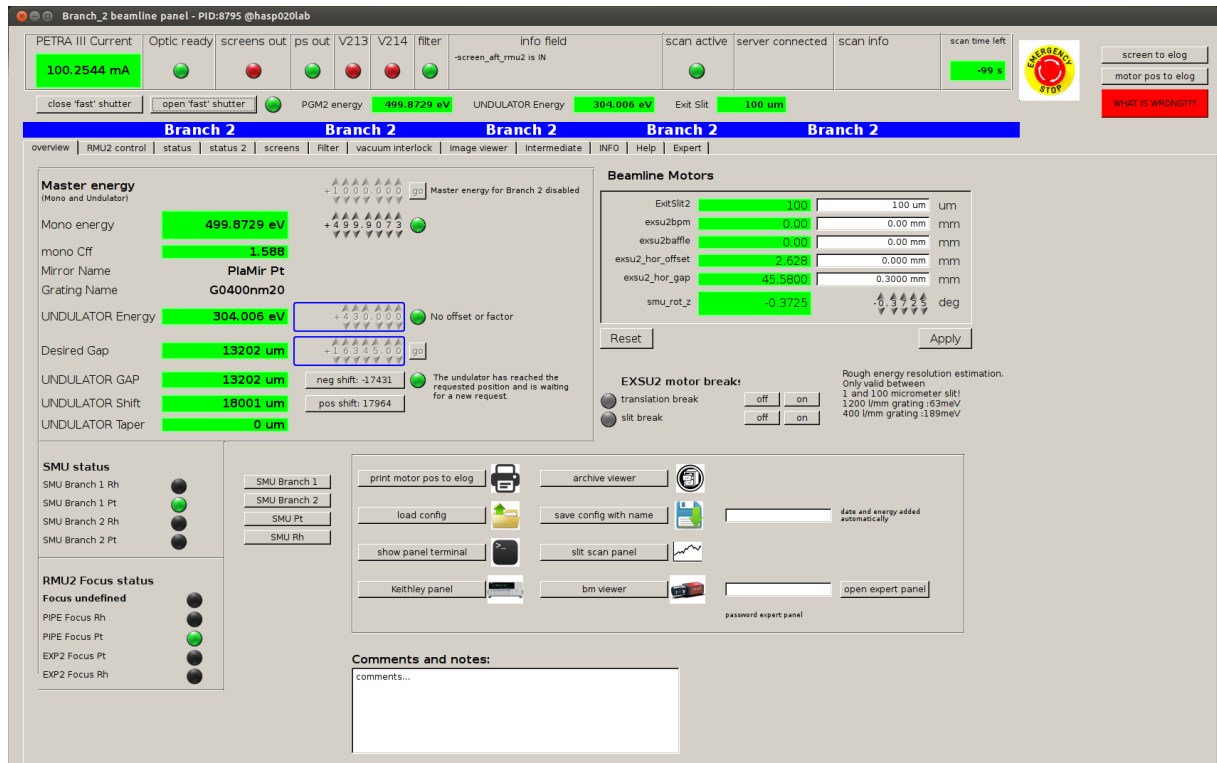 Branch_2 beamline panel - PID:8795 @hasp020lab
PETRA III Current Optic ready screens out ps out V213 V214 filter info field scan active server connected scan info scan time left
100.2544 mA -screen_aft_rmu2 is IN -99 s
EMERGENCY STOP
screen to elog
motor pos to elog
WHAT IS WRONG???
close 'fast' shutter open 'fast' shutter PGM2 energy 499.8729 eV UNDULATOR Energy 304.006 eV Exit Slit 100 um
Branch 2 Branch 2 Branch 2 Branch 2 Branch 2
overview RMU2 control status status 2 screens Filter vacuum interlock Image viewer Intermediate INFO Help Expert
Master energy
(Mono and Undulator)
+1000.000 go Master energy for Branch 2 disabled
Mono energy 499.8729 eV +499.9073
mono Cff 1.588
Mirror Name PlaMir Pt
Grating Name G0400nm20
UNDULATOR Energy 304.006 eV +430.000 No offset or factor
Desired Gap 13202 um +16345.00 go
UNDULATOR GAP 13202 um neg shift: -17431 The undulator has reached the
requested position and is waiting
for a new request.
UNDULATOR Shift 18001 um pos shift: 17964
UNDULATOR Taper 0 um
Beamline Motors
ExitSlit2 100 100 um um
exsu2bpm 0.00 0.00 mm mm
exsu2baffle 0.00 0.00 mm mm
exsu2_hor_offset 2.628 0.000 mm mm
exsu2_hor_gap 45.5800 0.3000 mm mm
smu_rot_z -0.3725 -0.3725 deg
Reset Apply
EXSU2 motor breaks
translation break off on
slit break off on
Rough energy resolution estimation.
Only valid between
1 and 100 micrometer slit!
1200 l/mm grating :63meV
400 l/mm grating :189meV
SMU status
SMU Branch 1 Rh
SMU Branch 1 Pt
SMU Branch 2 Rh
SMU Branch 2 Pt
SMU Branch 1
SMU Branch 2
SMU Pt
SMU Rh
RMU2 Focus status
Focus undefined
PIPE Focus Rh
PIPE Focus Pt
EXP2 Focus Pt
EXP2 Focus Rh
print motor pos to elog archive viewer
load config save config with name date and energy added
automatically
show panel terminal slit scan panel
Keithley panel bm viewer open expert panel
password expert panel
Comments and notes:
comments...